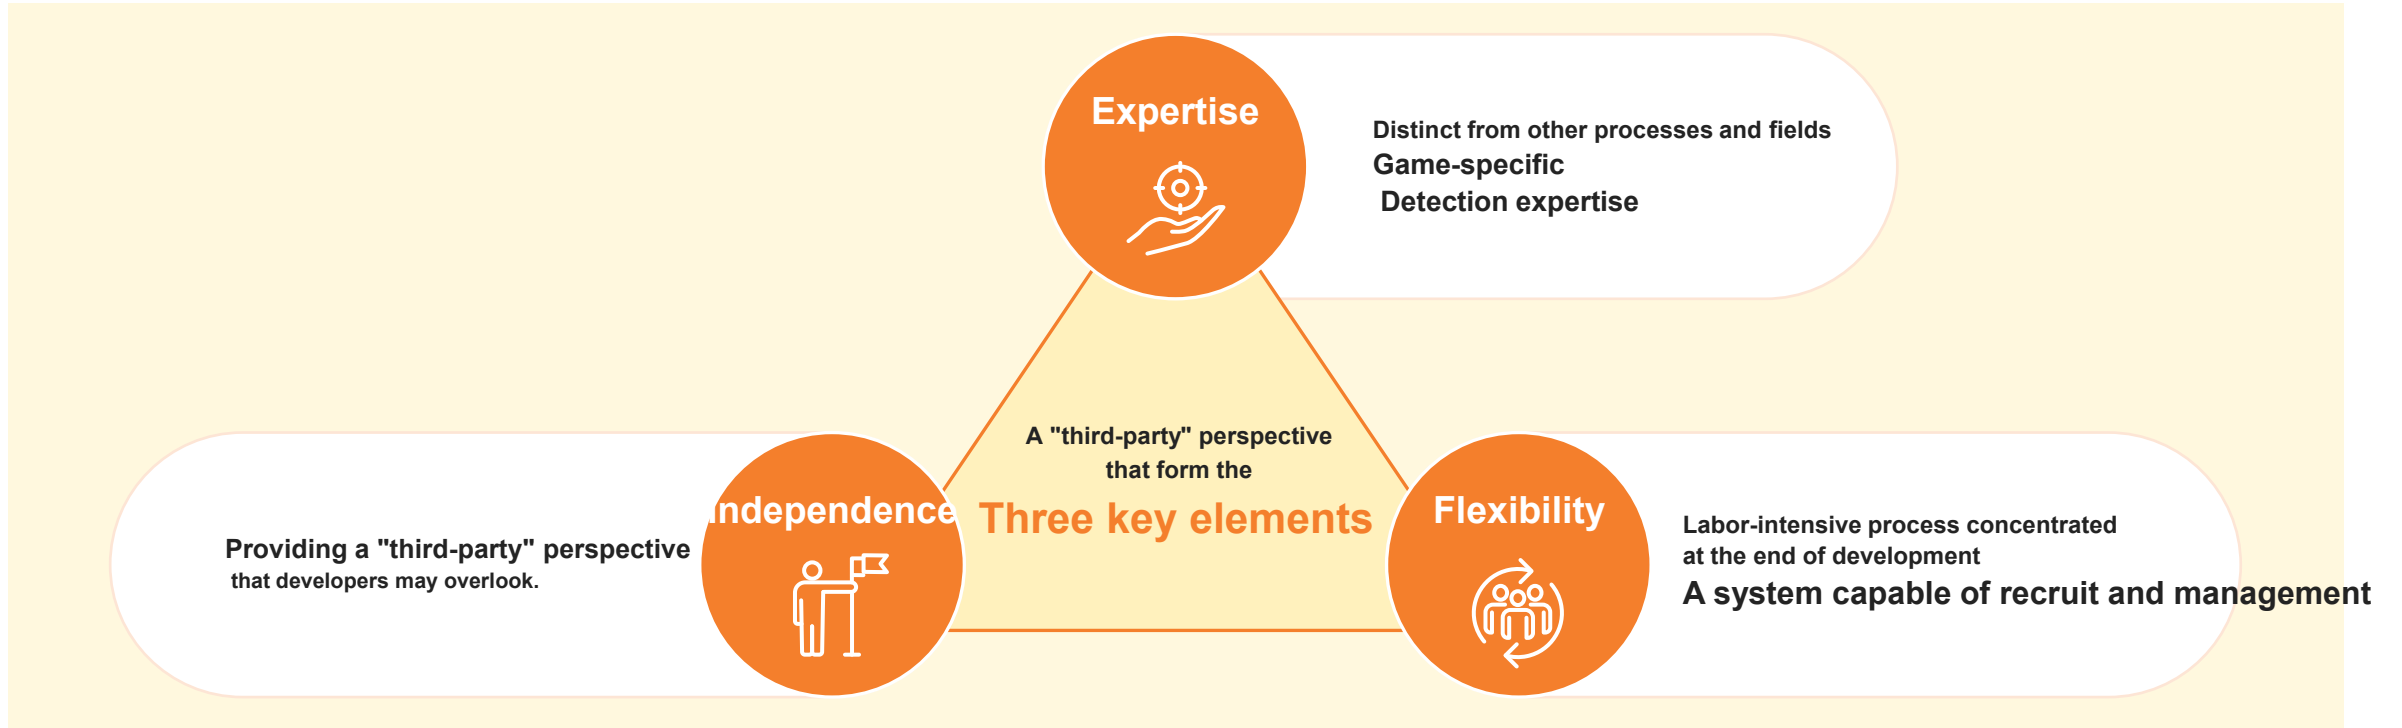 Expertise
Distinct from other processes and fields
Game-specific
Detection expertise
A "third-party" perspective
that form the
Three key elements
Independence
Providing a "third-party" perspective
that developers may overlook.
Flexibility
Labor-intensive process concentrated
at the end of development
A system capable of recruit and management